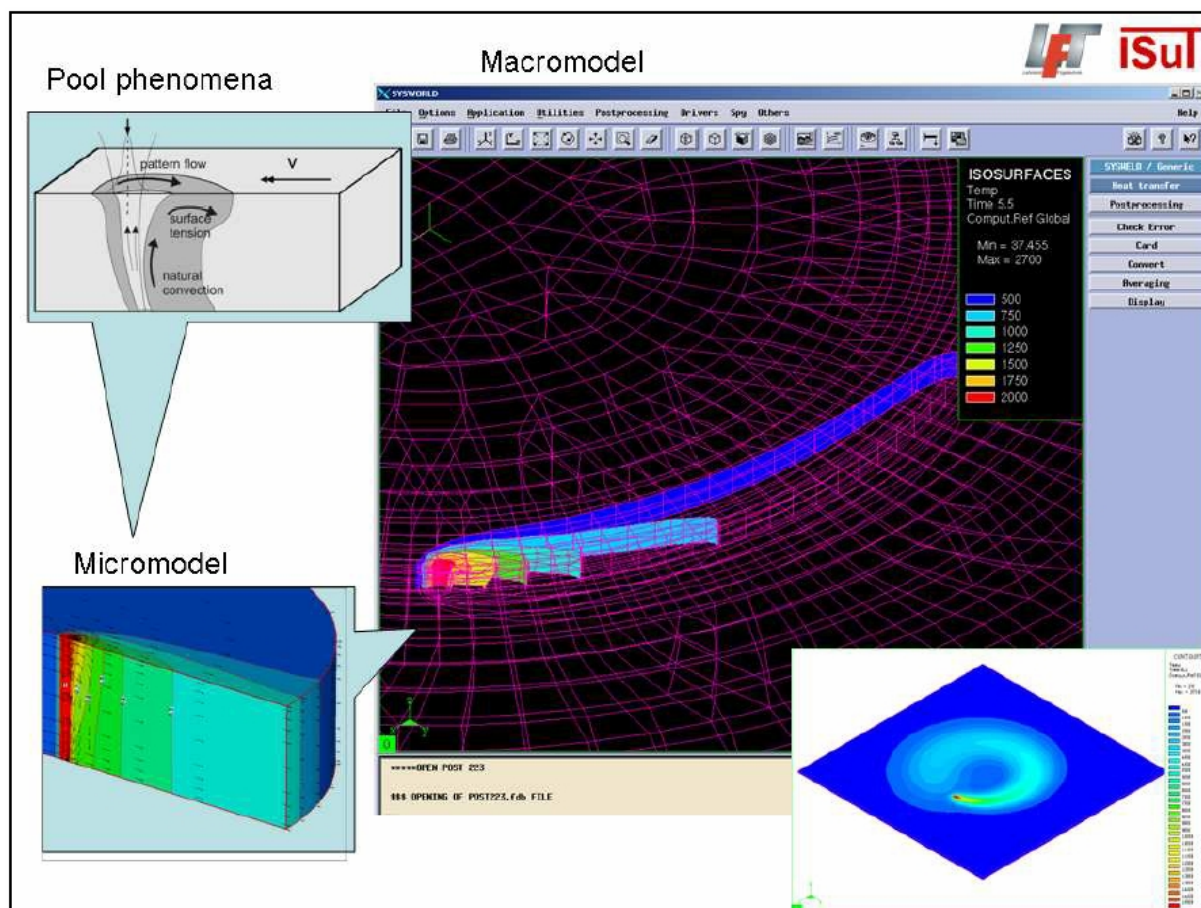 Pool phenomena
Macromodel
LFT
ISuT
pattern flow
V
surface
tension
natural
convection
SYSWORLD
Options Application Utilities Postprocessing Drivers Spy Others Help
ISOSURFACES
Temp
Time 5.5
Comput.Ref Global
Min = 37.455
Max = 2700
500
750
1000
1250
1500
1750
2000
SYSWELD / Generic
Heat transfer
Postprocessing
Check Error
Card
Convert
Averaging
Display
Micromodel
*****OPEN POST 223
$$$ OPENING OF POST223.fdb FILE